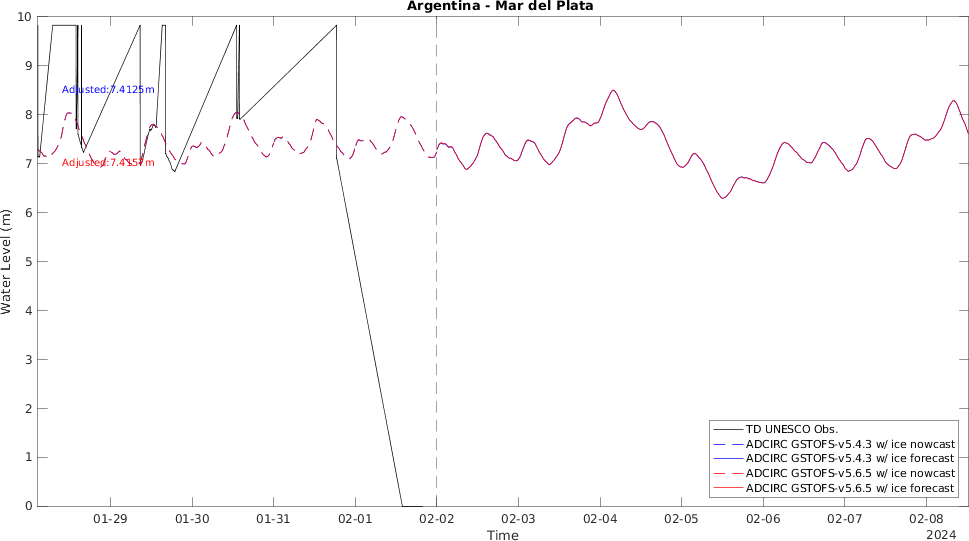 Argentina - Mar del Plata
Water Level (m)
10
9
8
7
6
5
4
3
2
1
0
Adjusted:7.4125m
Adjusted:7.4157m
TD UNESCO Obs.
ADCIRC GSTOFS-v5.4.3 w/ ice nowcast
ADCIRC GSTOFS-v5.4.3 w/ ice forecast
ADCIRC GSTOFS-v5.6.5 w/ ice nowcast
ADCIRC GSTOFS-v5.6.5 w/ ice forecast
01-29 01-30 01-31 02-01 02-02 02-03 02-04 02-05 02-06 02-07 02-08
Time
2024